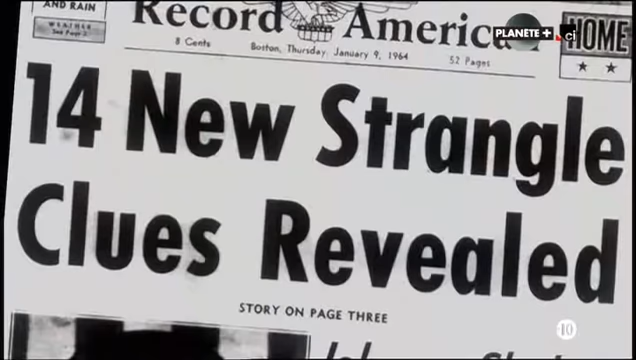 AND RAIN
WEATHER
See Page 2
Record American
PLANETE+ ci
HOME
8 Cents
Boston, Thursday, January 9, 1964
52 Pages
14 New Strangle
Clues Revealed
STORY ON PAGE THREE
-10